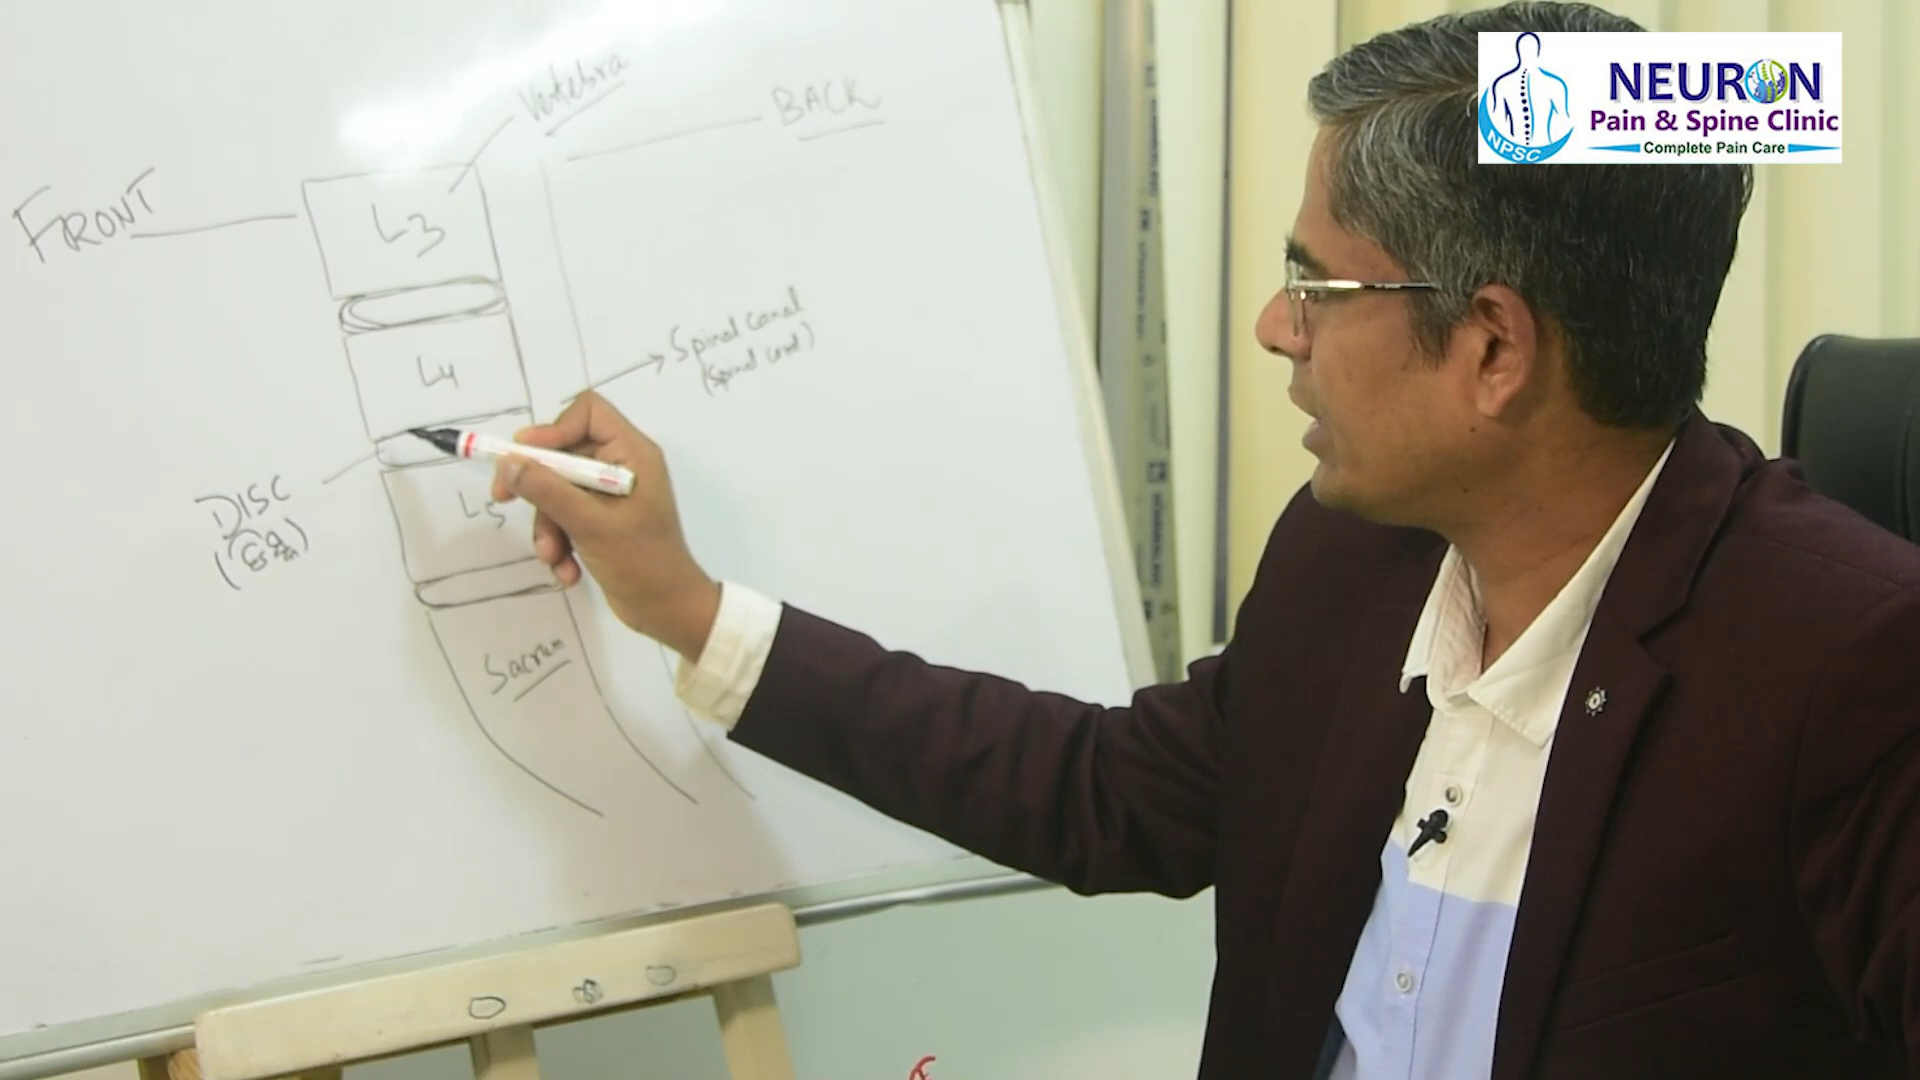 NEURON
Pain & Spine Clinic
Complete Pain Care
NPSC
Vertebra
BACK
FRONT
L3
Spinal canal
(Spinal cord)
L4
DISC
L5
Sacrum